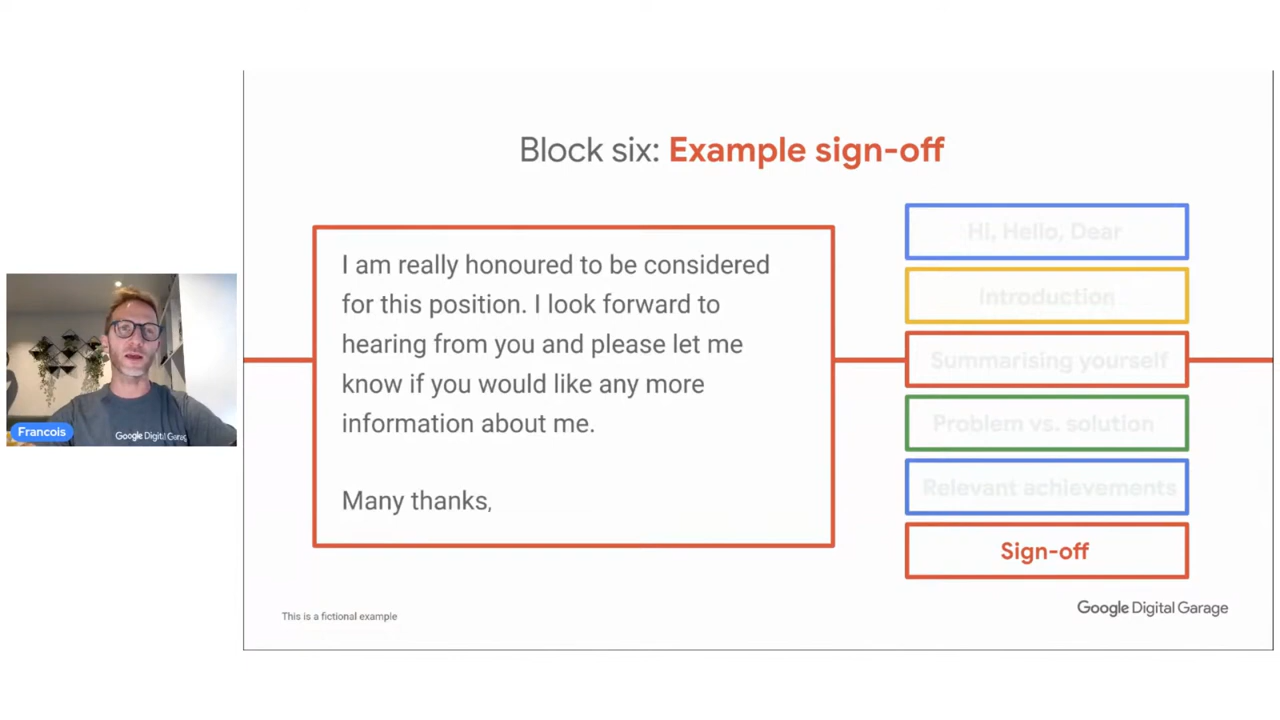 Block six: Example sign-off
I am really honoured to be considered
for this position. I look forward to
hearing from you and please let me
know if you would like any more
information about me.
Many thanks,
Hi, Hello, Dear
Introduction
Summarising yourself
Problem vs. solution
Relevant achievements
Sign-off
This is a fictional example
Google Digital Garage
Francois
Google Digital Garag